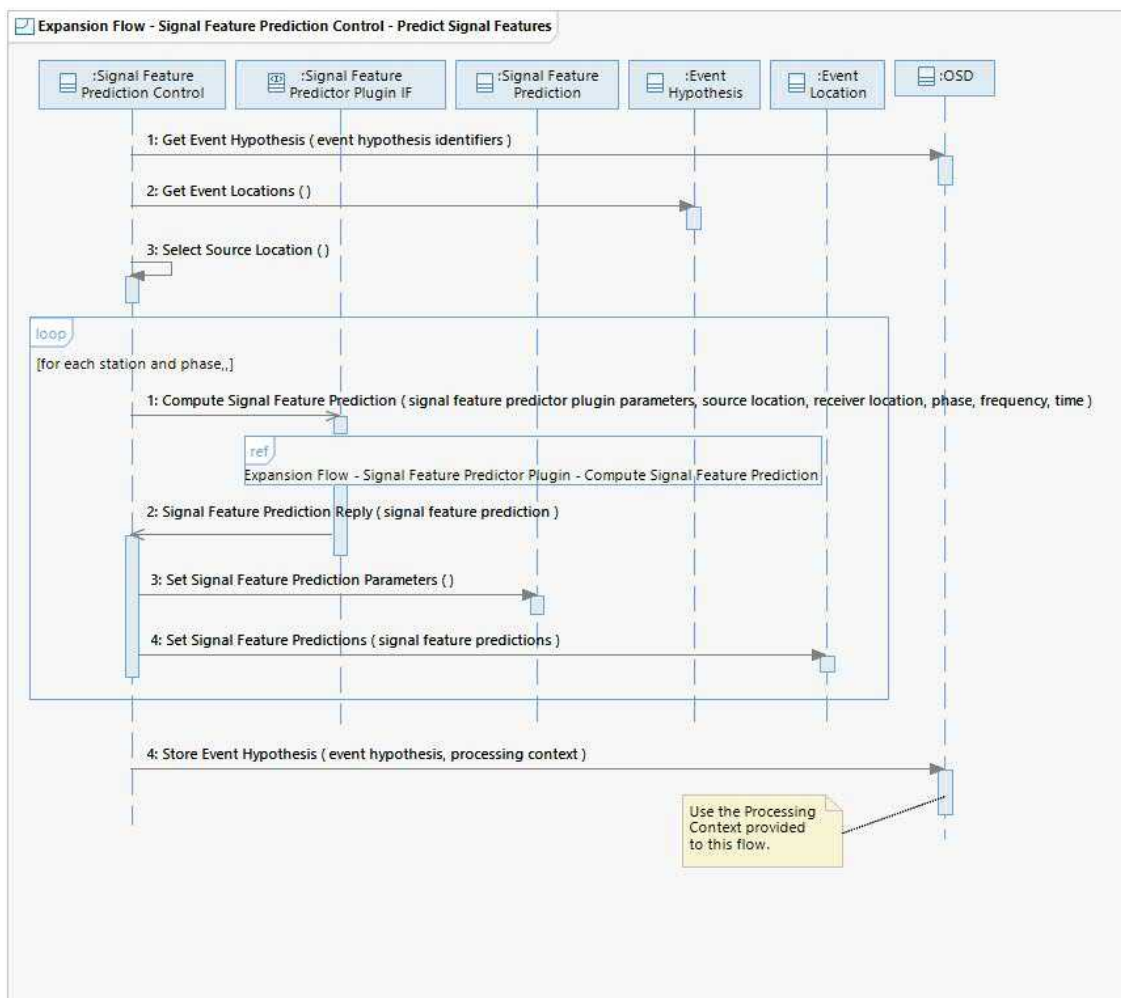 Expansion Flow - Signal Feature Prediction Control - Predict Signal Features
:Signal Feature
Prediction Control
:Signal Feature
Predictor Plugin IF
:Signal Feature
Prediction
:Event
Hypothesis
:Event
Location
:OSD
1: Get Event Hypothesis ( event hypothesis identifiers )
2: Get Event Locations ( )
3: Select Source Location ( )
loop
[for each station and phase,,]
1: Compute Signal Feature Prediction ( signal feature predictor plugin parameters, source location, receiver location, phase, frequency, time )
ref
Expansion Flow - Signal Feature Predictor Plugin - Compute Signal Feature Prediction
2: Signal Feature Prediction Reply ( signal feature prediction )
3: Set Signal Feature Prediction Parameters ( )
4: Set Signal Feature Predictions ( signal feature predictions )
4: Store Event Hypothesis ( event hypothesis, processing context )
Use the Processing
Context provided
to this flow.